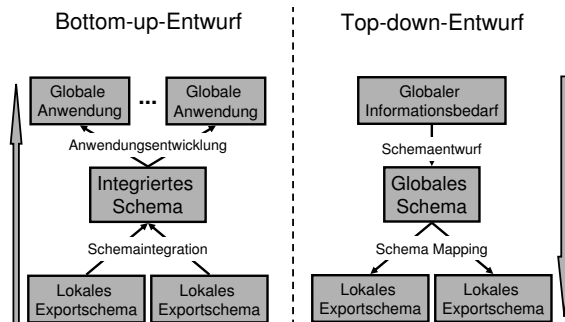 Bottom-up-Entwurf
Globale
Anwendung
...
Globale
Anwendung
Anwendungsentwicklung
Integriertes
Schema
Schemaintegration
Lokales
Exportschema
Lokales
Exportschema
Top-down-Entwurf
Globaler
Informationsbedarf
Schemaentwurf
Globales
Schema
Schema Mapping
Lokales
Exportschema
Lokales
Exportschema